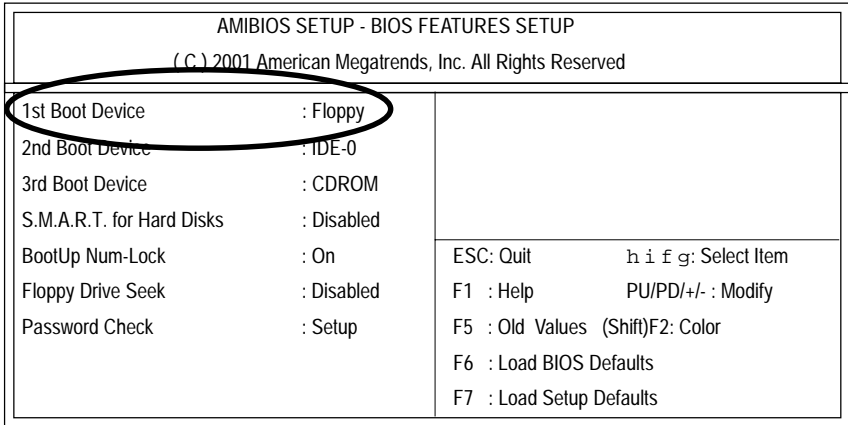 AMIBIOS SETUP - BIOS FEATURES SETUP
( C ) 2001 American Megatrends, Inc. All Rights Reserved
1st Boot Device : Floppy
2nd Boot Device : IDE-0
3rd Boot Device : CDROM
S.M.A.R.T. for Hard Disks : Disabled
BootUp Num-Lock : On
Floppy Drive Seek : Disabled
Password Check : Setup
ESC: Quit h i f g: Select Item
F1 : Help PU/PD/+/- : Modify
F5 : Old Values (Shift)F2: Color
F6 : Load BIOS Defaults
F7 : Load Setup Defaults